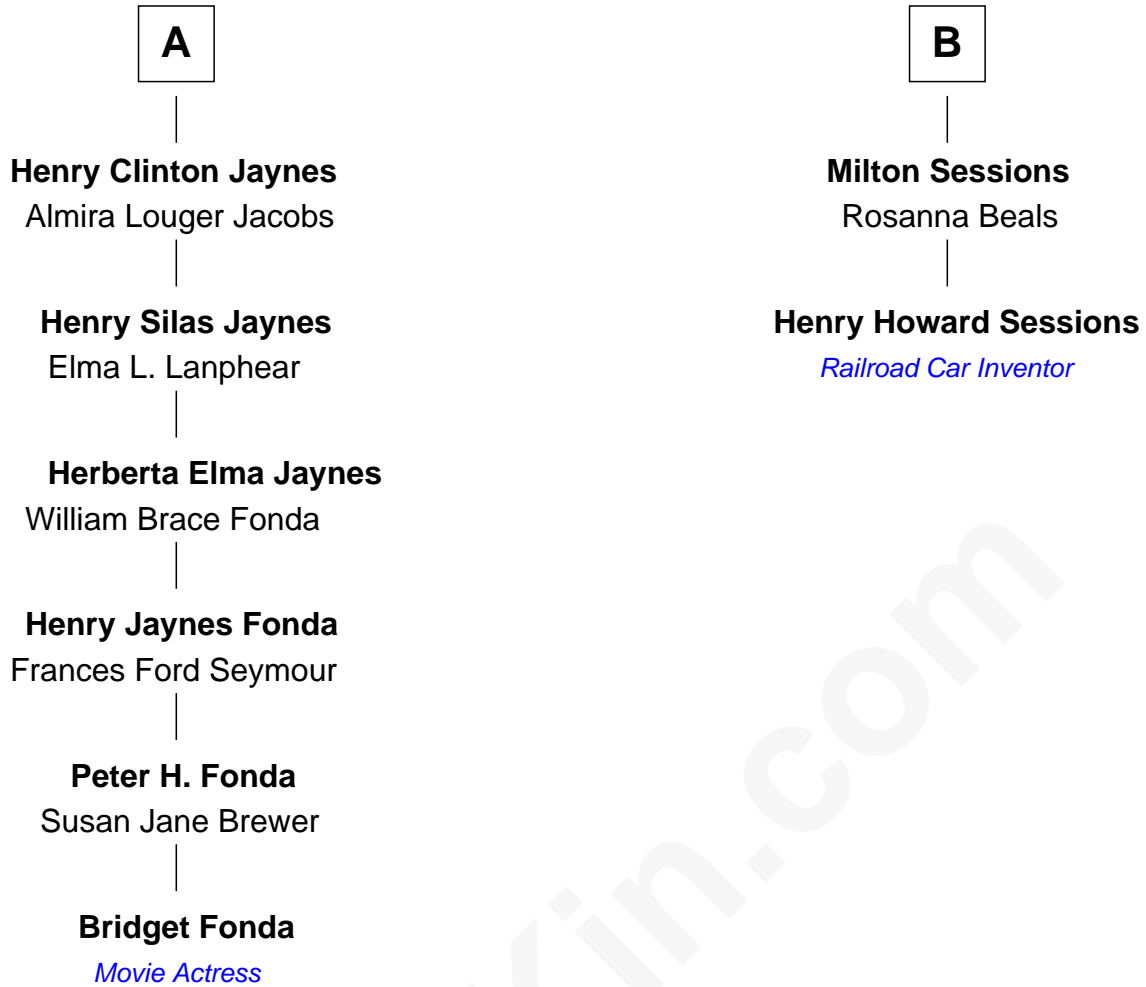 A
Henry Clinton Jaynes
Almira Louger Jacobs
Henry Silas Jaynes
Elma L. Lanphear
Herberta Elma Jaynes
William Brace Fonda
Henry Jaynes Fonda
Frances Ford Seymour
Peter H. Fonda
Susan Jane Brewer
Bridget Fonda
Movie Actress
B
Milton Sessions
Rosanna Beals
Henry Howard Sessions
Railroad Car Inventor
Kin.com